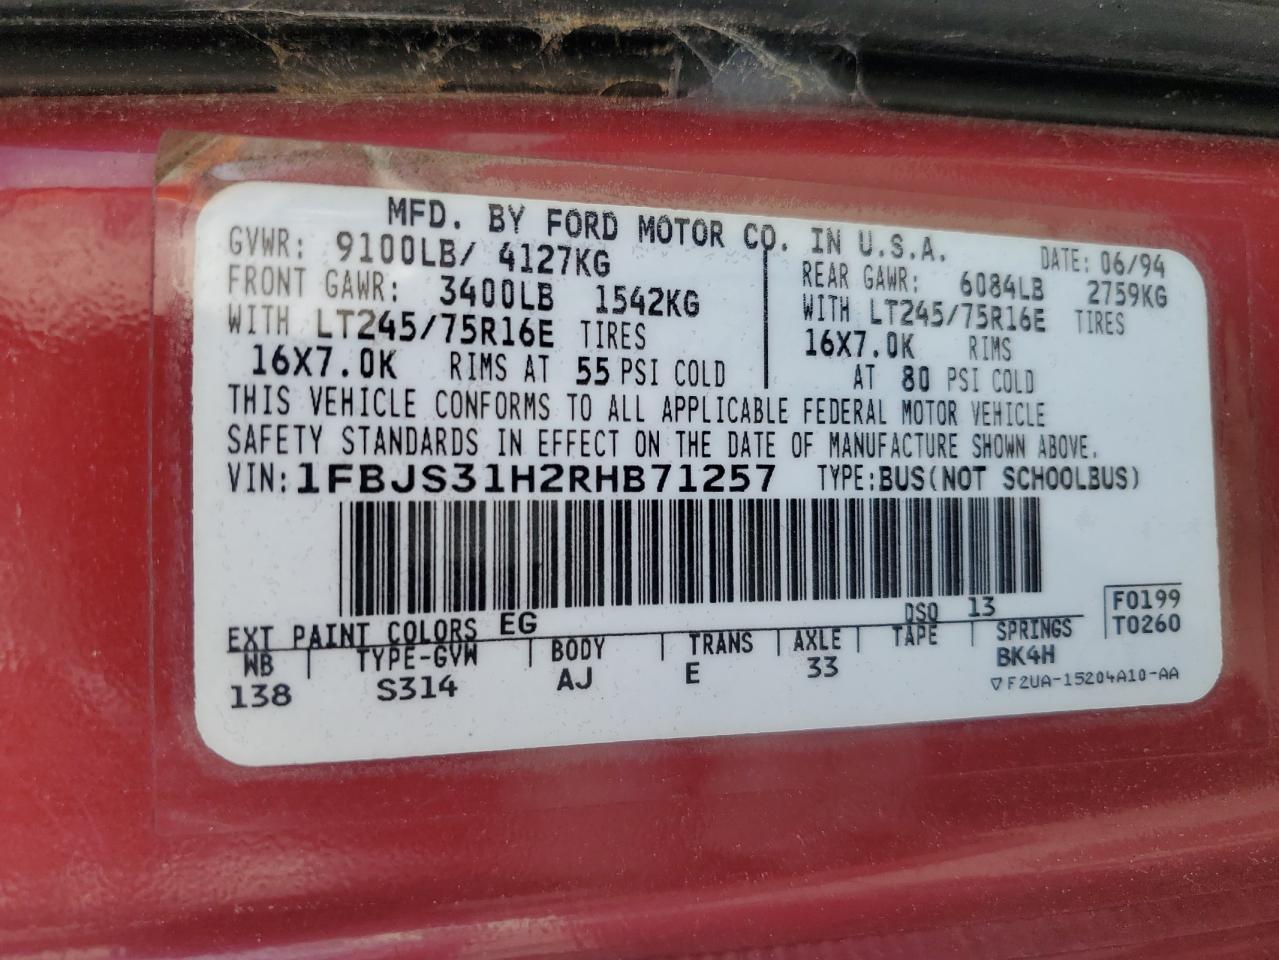 MFD. BY FORD MOTOR CO. IN U.S.A.
GVWR: 9100LB/ 4127KG DATE: 06/94
FRONT GAWR: 3400LB 1542KG REAR GAWR: 6084LB 2759KG
WITH LT245/75R16E TIRES WITH LT245/75R16E TIRES
16X7.0K RIMS AT 55 PSI COLD 16X7.0K RIMS
AT 80 PSI COLD
THIS VEHICLE CONFORMS TO ALL APPLICABLE FEDERAL MOTOR VEHICLE
SAFETY STANDARDS IN EFFECT ON THE DATE OF MANUFACTURE SHOWN ABOVE.
VIN: 1FBJS31H2RHB71257 TYPE: BUS(NOT SCHOOLBUS)
EXT PAINT COLORS EG DSO 13 F0199
WB TYPE-GVW BODY TRANS AXLE TAPE SPRINGS T0260
138 S314 AJ E 33 BK4H
▽F2UA-15204A10-AA